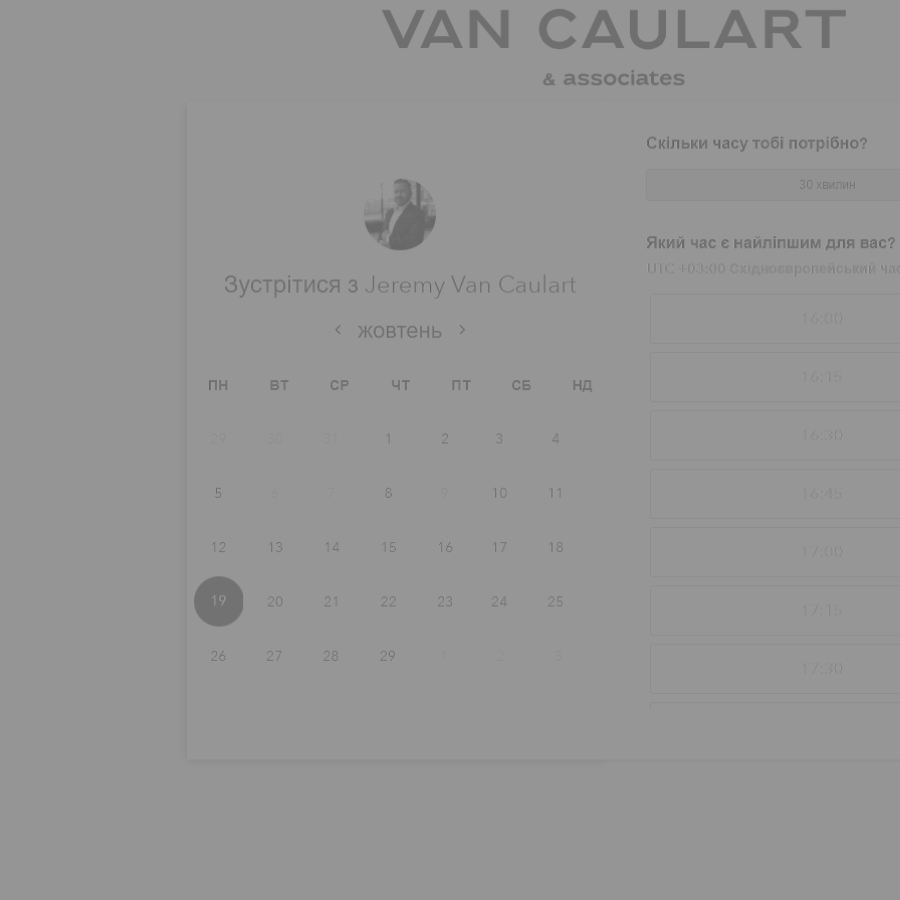 VAN CAULART
& associates
Зустрітися з Jeremy Van Caulart
< жовтень >
ПН ВТ СР ЧТ ПТ СБ НД
29 30 31 1 2 3 4
5 6 7 8 9 10 11
12 13 14 15 16 17 18
19 20 21 22 23 24 25
26 27 28 29 1 2 3
Скільки часу тобі потрібно?
30 хвилин
Який час є найліпшим для вас?
UTC +03:00 Східноєвропейський
16:00
16:15
16:30
16:45
17:00
17:15
17:30